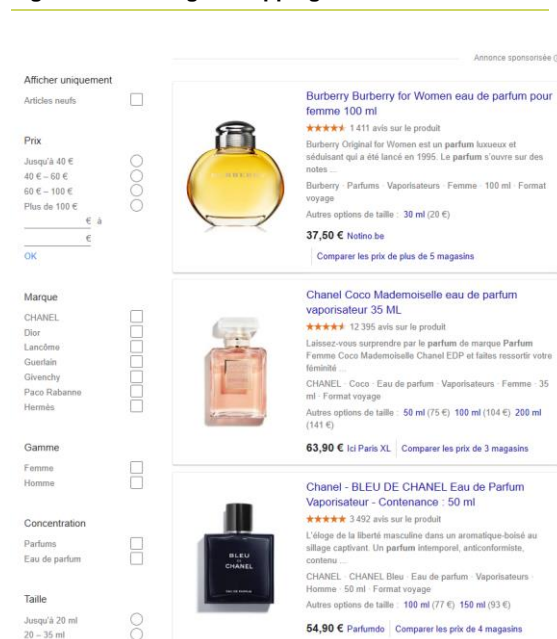 Annonce sponsorisée
Afficher uniquement
Articles neufs
Prix
Jusqu'à 40 €
40 € – 60 €
60 € – 100 €
Plus de 100 €
€ à
€
OK
Marque
CHANEL
Dior
Lancôme
Guerlain
Givenchy
Paco Rabanne
Hermès
Gamme
Femme
Homme
Concentration
Parfums
Eau de parfum
Taille
Jusqu'à 20 ml
20 – 35 ml
BURBERRY
Burberry Burberry for Women eau de parfum pour
femme 100 ml
1 411 avis sur le produit
Burberry Original for Women est un parfum luxueux et
séduisant qui a été lancé en 1995. Le parfum s'ouvre sur des
notes ...
Burberry · Parfums · Vaporisateurs · Femme · 100 ml · Format
voyage
Autres options de taille : 30 ml (20 €)
37,50 € Notino.be
Comparer les prix de plus de 5 magasins
Chanel Coco Mademoiselle eau de parfum
vaporisateur 35 ML
12 395 avis sur le produit
Laissez-vous surprendre par le parfum de marque Parfum
Femme Coco Mademoiselle Chanel EDP et faites ressortir votre
féminité ...
CHANEL · Coco · Eau de parfum · Vaporisateurs · Femme · 35
ml · Format voyage
Autres options de taille : 50 ml (75 €) 100 ml (104 €) 200 ml
(141 €)
63,90 € Ici Paris XL Comparer les prix de 3 magasins
BLEU
DE
CHANEL
Chanel - BLEU DE CHANEL Eau de Parfum
Vaporisateur - Contenance : 50 ml
3 492 avis sur le produit
L'éloge de la liberté masculine dans un aromatique-boisé au
sillage captivant. Un parfum intemporel, anticonformiste,
contenu ...
CHANEL · CHANEL Bleu · Eau de parfum · Vaporisateurs ·
Homme · 50 ml · Format voyage
Autres options de taille : 100 ml (77 €) 150 ml (93 €)
54,90 € Parfumdo Comparer les prix de 4 magasins